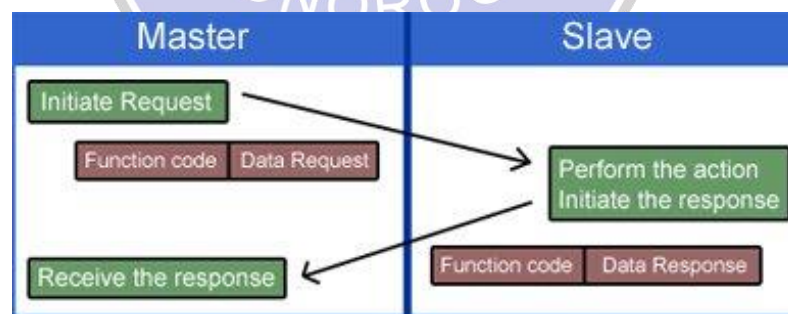 Master
Slave
Initiate Request
Function code
Data Request
Perform the action
Initiate the response
Function code
Data Response
Receive the response